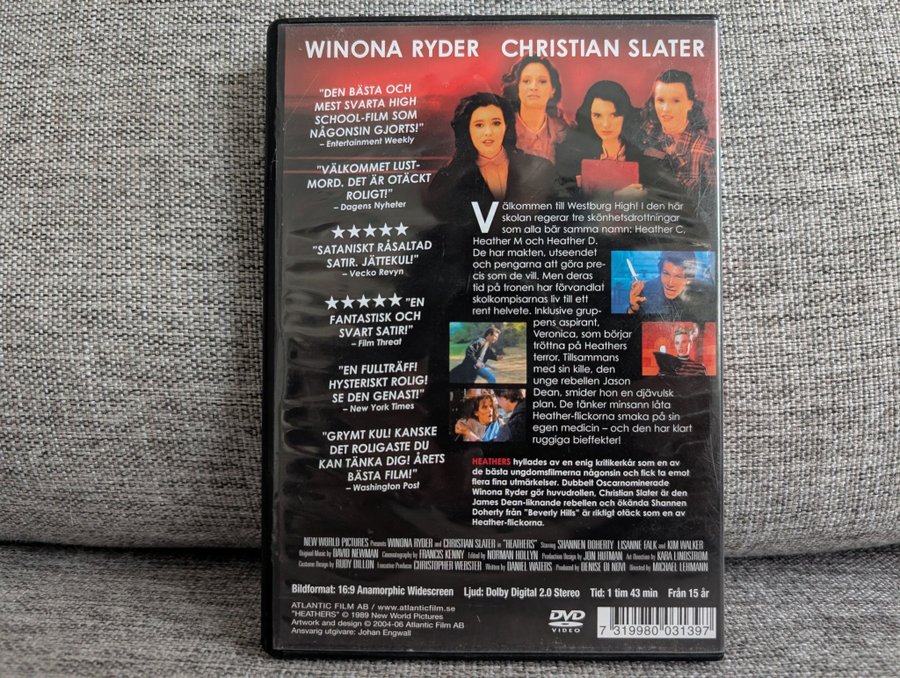 WINONA RYDER CHRISTIAN SLATER
"DEN BÄSTA OCH
MEST SVARTA HIGH
SCHOOL-FILM SOM
NÅGONSIN GJORTS!"
– Entertainment Weekly
"VÄLKOMMET LUST-
MORD. DET ÄR OTÄCKT
ROLIGT!"
– Dagens Nyheter
★★★★★
"SATANISKT RÅSALTAD
SATIR. JÄTTEKUL!"
– Vecko Revyn
★★★★★ "EN
FANTASTISK OCH
SVART SATIR!"
– Film Threat
"EN FULLTRÄFF!
HYSTERISKT ROLIG!
SE DEN GENAST!"
– New York Times
"GRYMT KUL! KANSKE
DET ROLIGASTE DU
KAN TÄNKA DIG! ÅRETS
BÄSTA FILM!"
– Washington Post
Välkommen till Westburg High! I den här
skolan regerar tre skönhetsdrottningar
som alla bär samma namn: Heather C,
Heather M och Heather D.
De har makten, utseendet
och pengarna att göra pre-
cis som de vill. Men deras
tid på tronen har förvandlat
skolkompisarnas liv till ett
rent helvete. Inklusive grup-
pens aspirant,
Veronica, som börjar
tröttna på Heathers
terror. Tillsammans
med sin kille, den
unge rebellen Jason
Dean, smider hon en djävulsk
plan. De tänker minsann låta
Heather-flickorna smaka på sin
egen medicin – och den har klart
ruggiga bieffekter!
HEATHERS hyllades av en enig kritikerkår som en av
de bästa ungdomsfilmerna någonsin och fick ta emot
flera fina utmärkelser. Dubbelt Oscarnominerade
Winona Ryder gör huvudrollen, Christian Slater är den
James Dean-liknande rebellen och ökända Shannen
Doherty från "Beverly Hills" är riktigt otäck som en av
Heather-flickorna.
NEW WORLD PICTURES Presents WINONA RYDER and CHRISTIAN SLATER in "HEATHERS" Starring SHANNEN DOHERTY, LISANNE FALK and KIM WALKER
Original Music by DAVID NEWMAN Cinematography by FRANCIS KENNY Edited by NORMAN HOLLYN Production Design by JON HUTMAN Art Direction by KARA LINDSTROM
Costume Design by RUDY DILLON Executive Producer CHRISTOPHER WEBSTER Written by DANIEL WATERS Produced by DENISE DI NOVI Directed by MICHAEL LEHMANN
Bildformat: 16:9 Anamorphic Widescreen Ljud: Dolby Digital 2.0 Stereo Tid: 1 tim 43 min Från 15 år
ATLANTIC FILM AB / www.atlanticfilm.se
"HEATHERS" © 1989 New World Pictures
Artwork and design © 2004-06 Atlantic Film AB
Ansvarig utgivare: Johan Engwall
DVD
VIDEO
7 319980 031397